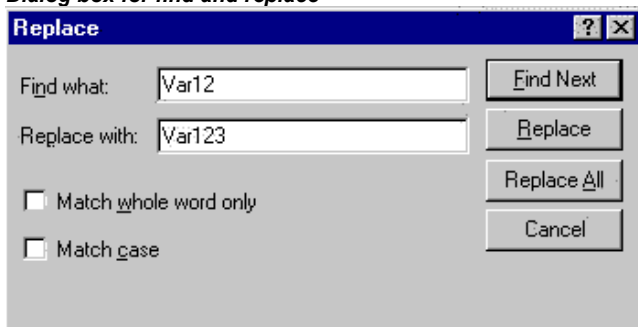 Dialog box for find and replace
Replace
Find what: Var12
Find Next
Replace with: Var123
Replace
Match whole word only
Replace All
Match case
Cancel